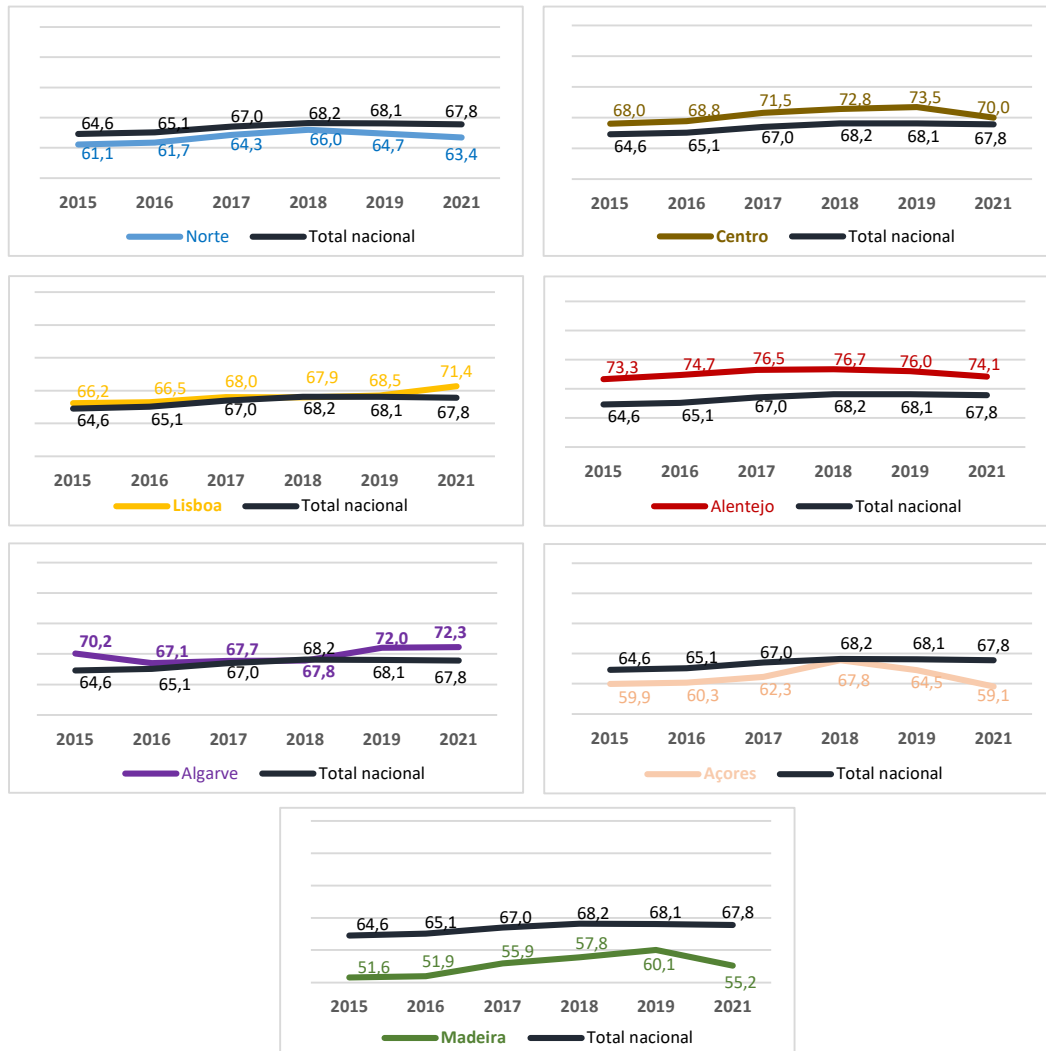 64,6 65,1 67,0 68,2 68,1 67,8
61,1 61,7 64,3 66,0 64,7 63,4
2015 2016 2017 2018 2019 2021
Norte Total nacional
68,0 68,8 71,5 72,8 73,5 70,0
64,6 65,1 67,0 68,2 68,1 67,8
2015 2016 2017 2018 2019 2021
Centro Total nacional
66,2 66,5 68,0 67,9 68,5 71,4
64,6 65,1 67,0 68,2 68,1 67,8
2015 2016 2017 2018 2019 2021
Lisboa Total nacional
73,3 74,7 76,5 76,7 76,0 74,1
64,6 65,1 67,0 68,2 68,1 67,8
2015 2016 2017 2018 2019 2021
Alentejo Total nacional
70,2 67,1 67,7 68,2 72,0 72,3
64,6 65,1 67,0 67,8 68,1 67,8
2015 2016 2017 2018 2019 2021
Algarve Total nacional
64,6 65,1 67,0 68,2 68,1 67,8
59,9 60,3 62,3 67,8 64,5 59,1
2015 2016 2017 2018 2019 2021
Açores Total nacional
64,6 65,1 67,0 68,2 68,1 67,8
51,6 51,9 55,9 57,8 60,1 55,2
2015 2016 2017 2018 2019 2021
Madeira Total nacional